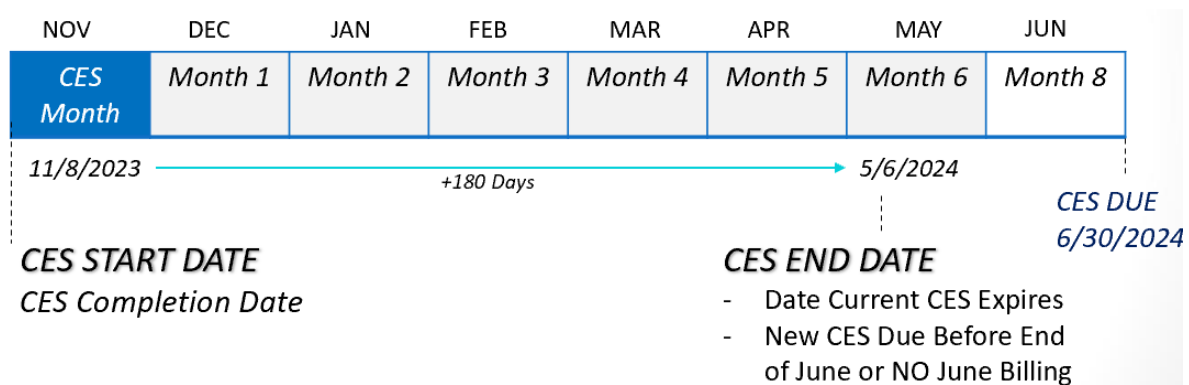 NOV DEC JAN FEB MAR APR MAY JUN
CES Month 1 Month 2 Month 3 Month 4 Month 5 Month 6 Month 8
Month
11/8/2023 5/6/2024
+180 Days
CES DUE
6/30/2024
CES START DATE
CES Completion Date
CES END DATE
- Date Current CES Expires
- New CES Due Before End
of June or NO June Billing